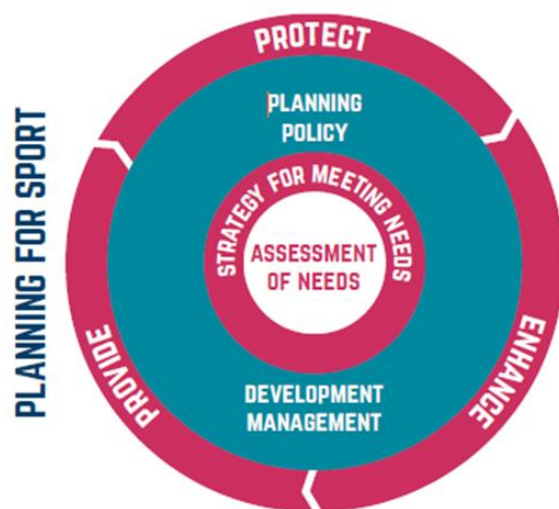 PLANNING FOR SPORT
PROTECT
PLANNING
POLICY
STRATEGY FOR MEETING NEEDS
ASSESSMENT
OF NEEDS
DEVELOPMENT
MANAGEMENT
PROVIDE
ENHANCE